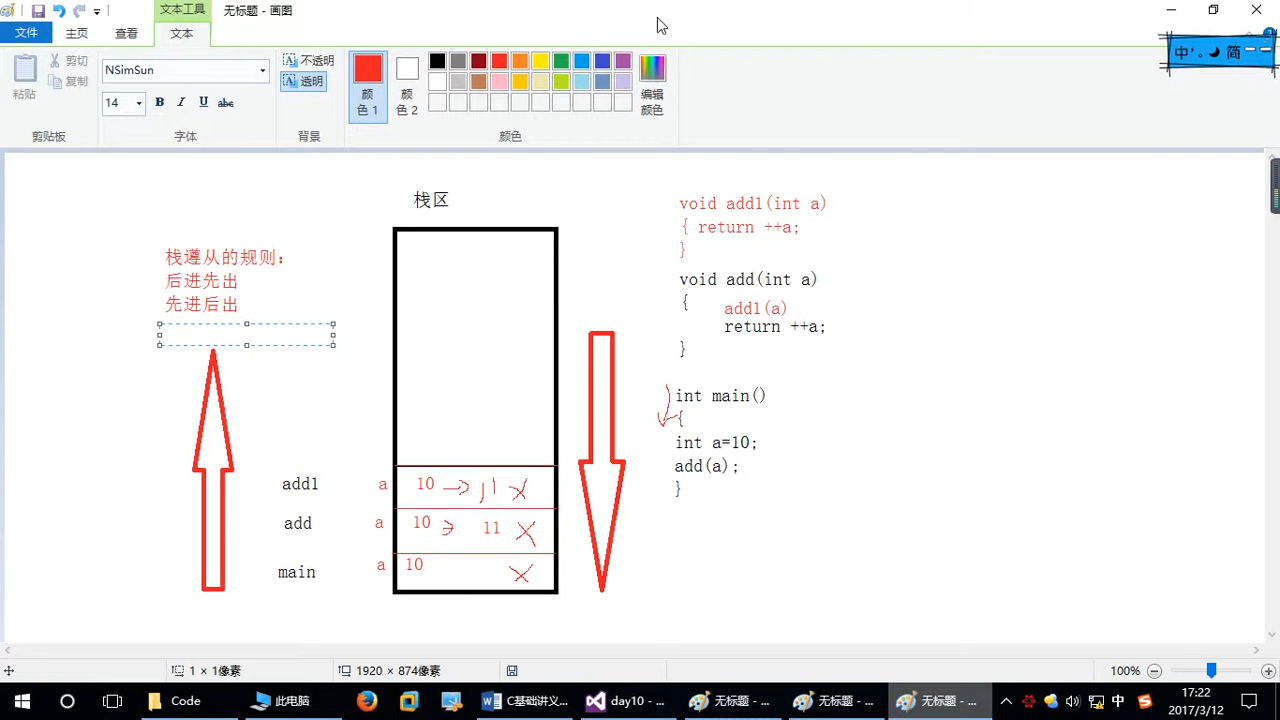 文本工具
无标题 - 画图
文件
主页
查看
文本
粘贴
剪切
复制
剪贴板
NSimSun
14
B I U abc
字体
不透明
透明
背景
颜色 1
颜色 2
编辑颜色
颜色
中 简
栈区
栈遵从的规则:
后进先出
先进后出
add1 a 10 11
add a 10 11
main a 10
void add1(int a)
{ return ++a;
}
void add(int a)
{
add1(a)
return ++a;
}
int main()
{
int a=10;
add(a);
}
1 × 1像素
1920 × 874像素
100%
Code
此电脑
C基础讲义...
day10 - ...
无标题 - ...
无标题 - ...
无标题 - ...
中
17:22
2017/3/12